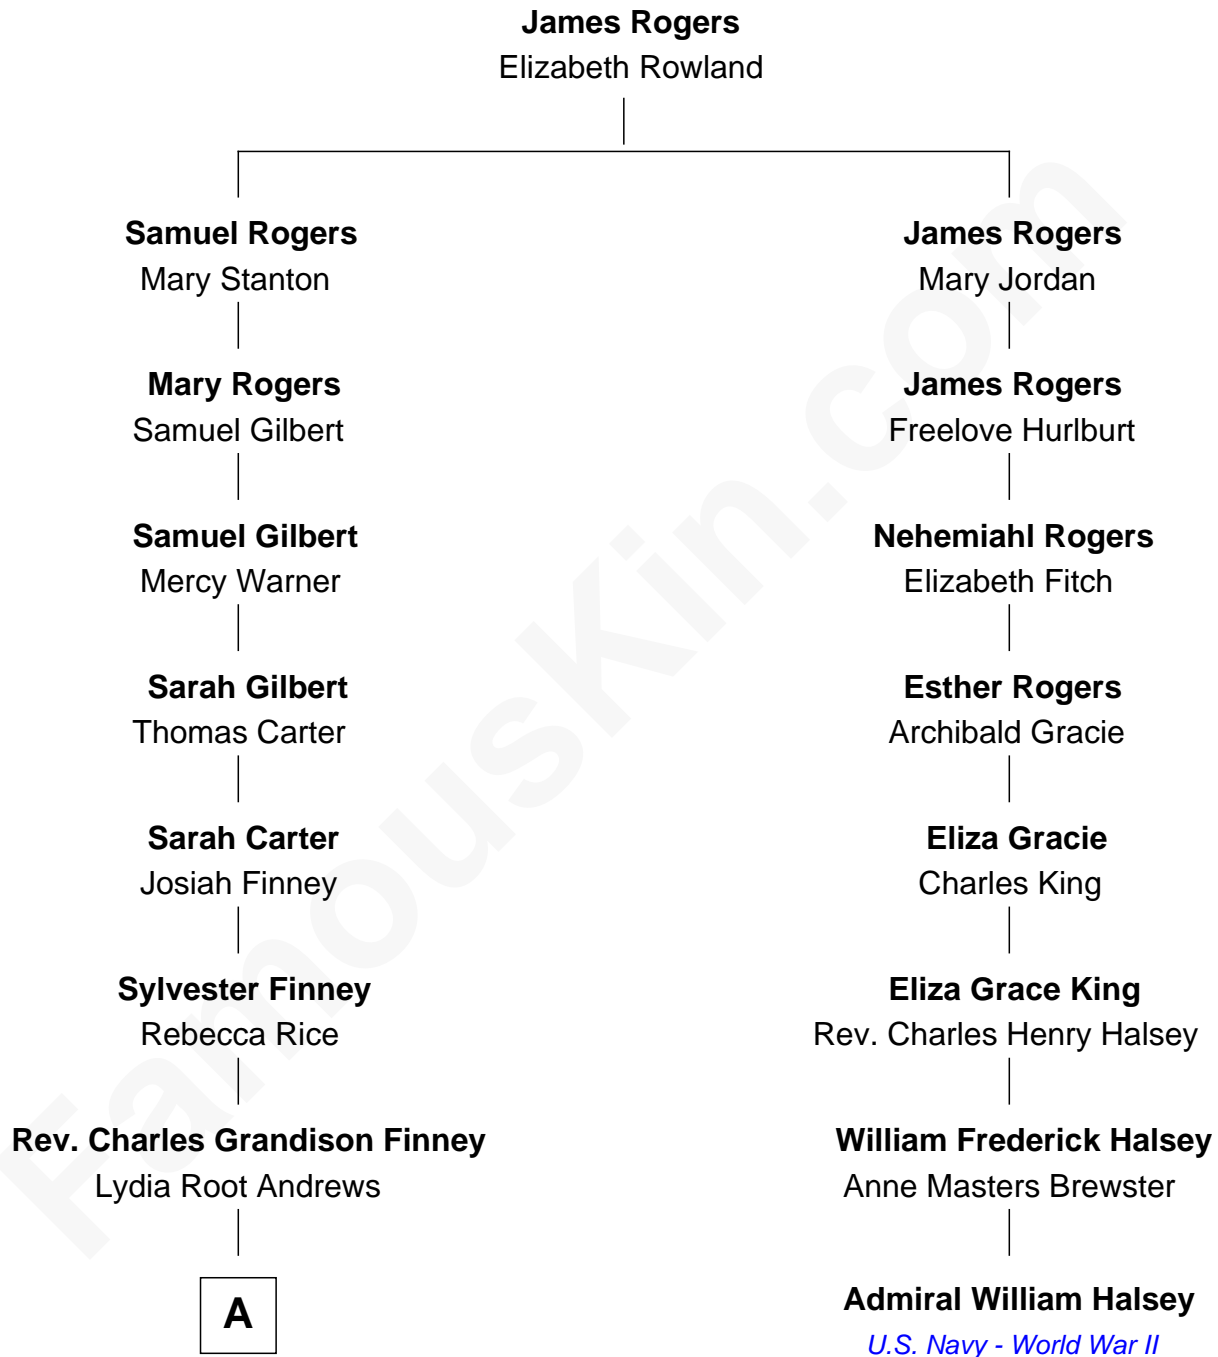 James Rogers
Elizabeth Rowland
Samuel Rogers
Mary Stanton
Mary Rogers
Samuel Gilbert
Samuel Gilbert
Mercy Warner
Sarah Gilbert
Thomas Carter
Sarah Carter
Josiah Finney
Sylvester Finney
Rebecca Rice
Rev. Charles Grandison Finney
Lydia Root Andrews
A
James Rogers
Mary Jordan
James Rogers
Freelove Hurlburt
Nehemiahl Rogers
Elizabeth Fitch
Esther Rogers
Archibald Gracie
Eliza Gracie
Charles King
Eliza Grace King
Rev. Charles Henry Halsey
William Frederick Halsey
Anne Masters Brewster
Admiral William Halsey
U.S. Navy - World War II
FamousKin.com